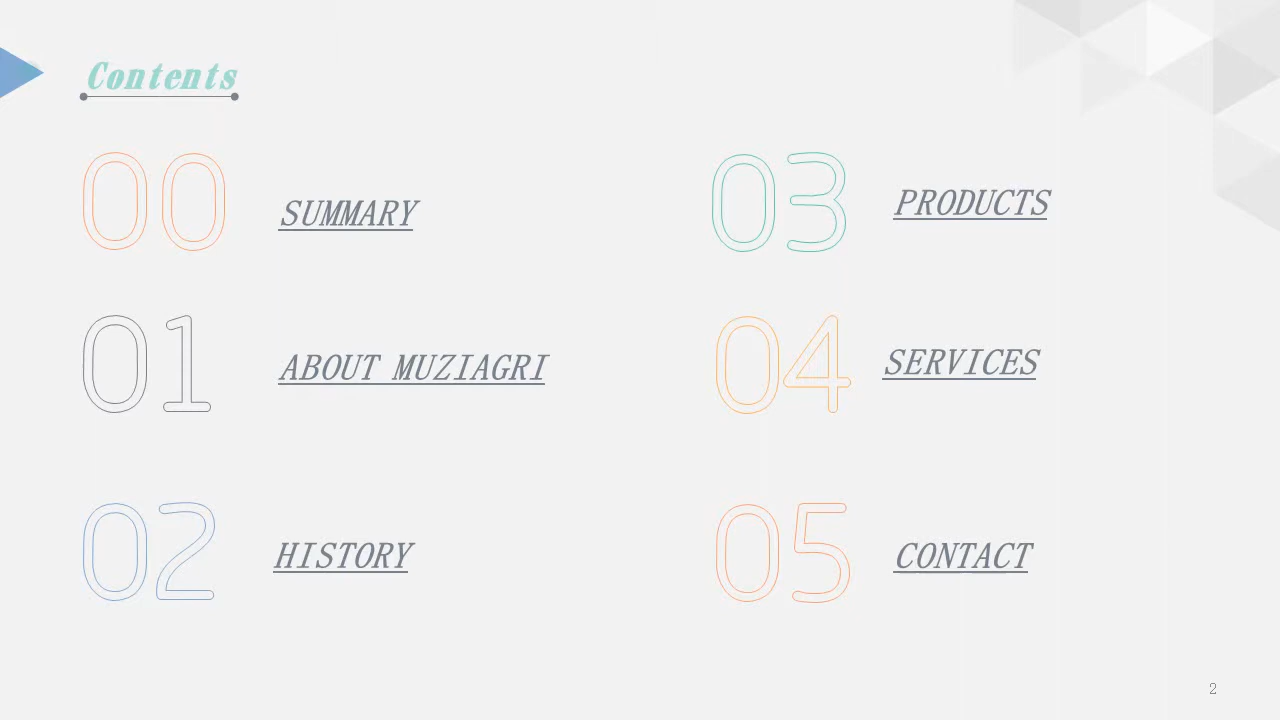 Contents
00 SUMMARY
01 ABOUT MUZIAGRI
02 HISTORY
03 PRODUCTS
04 SERVICES
05 CONTACT
2